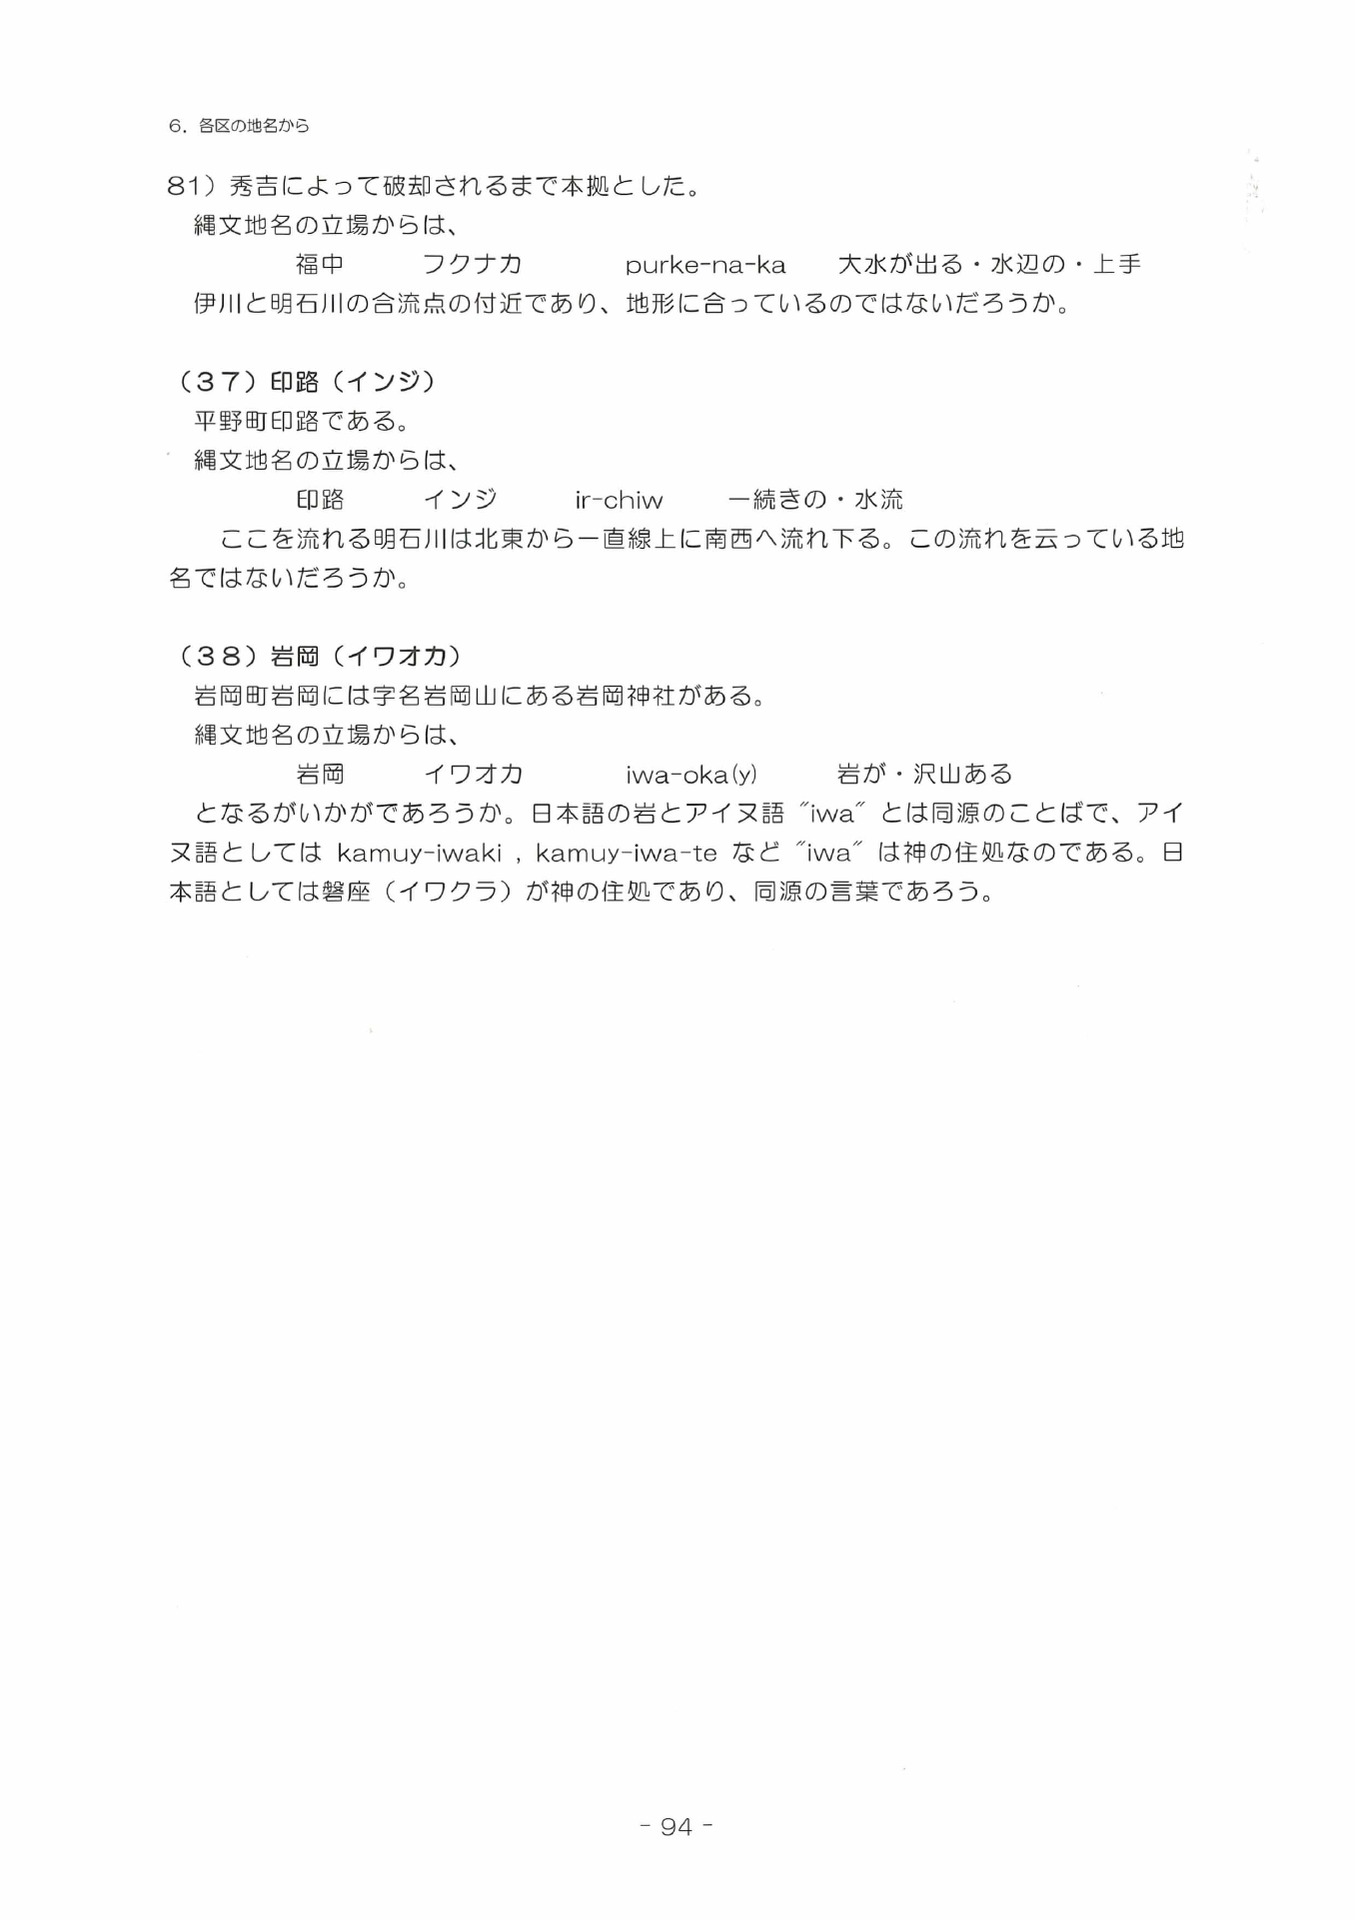 6．各区の地名から
81）秀吉によって破却されるまで本拠とした。
縄文地名の立場からは、
福中　　　フクナカ　　　　purke-na-ka　　大水が出る・水辺の・上手
伊川と明石川の合流点の付近であり、地形に合っているのではないだろうか。
（３７）印路（インジ）
平野町印路である。
縄文地名の立場からは、
印路　　　インジ　　　ir-chiw　　一続きの・水流
ここを流れる明石川は北東から一直線上に南西へ流れ下る。この流れを云っている地
名ではないだろうか。
（３８）岩岡（イワオカ）
岩岡町岩岡には字名岩岡山にある岩岡神社がある。
縄文地名の立場からは、
岩岡　　　イワオカ　　　　iwa-oka(y)　　　岩が・沢山ある
となるがいかがであろうか。日本語の岩とアイヌ語 ″iwa″ とは同源のことばで、アイ
ヌ語としては kamuy-iwaki , kamuy-iwa-te など ″iwa″ は神の住処なのである。日
本語としては磐座（イワクラ）が神の住処であり、同源の言葉であろう。
- 94 -